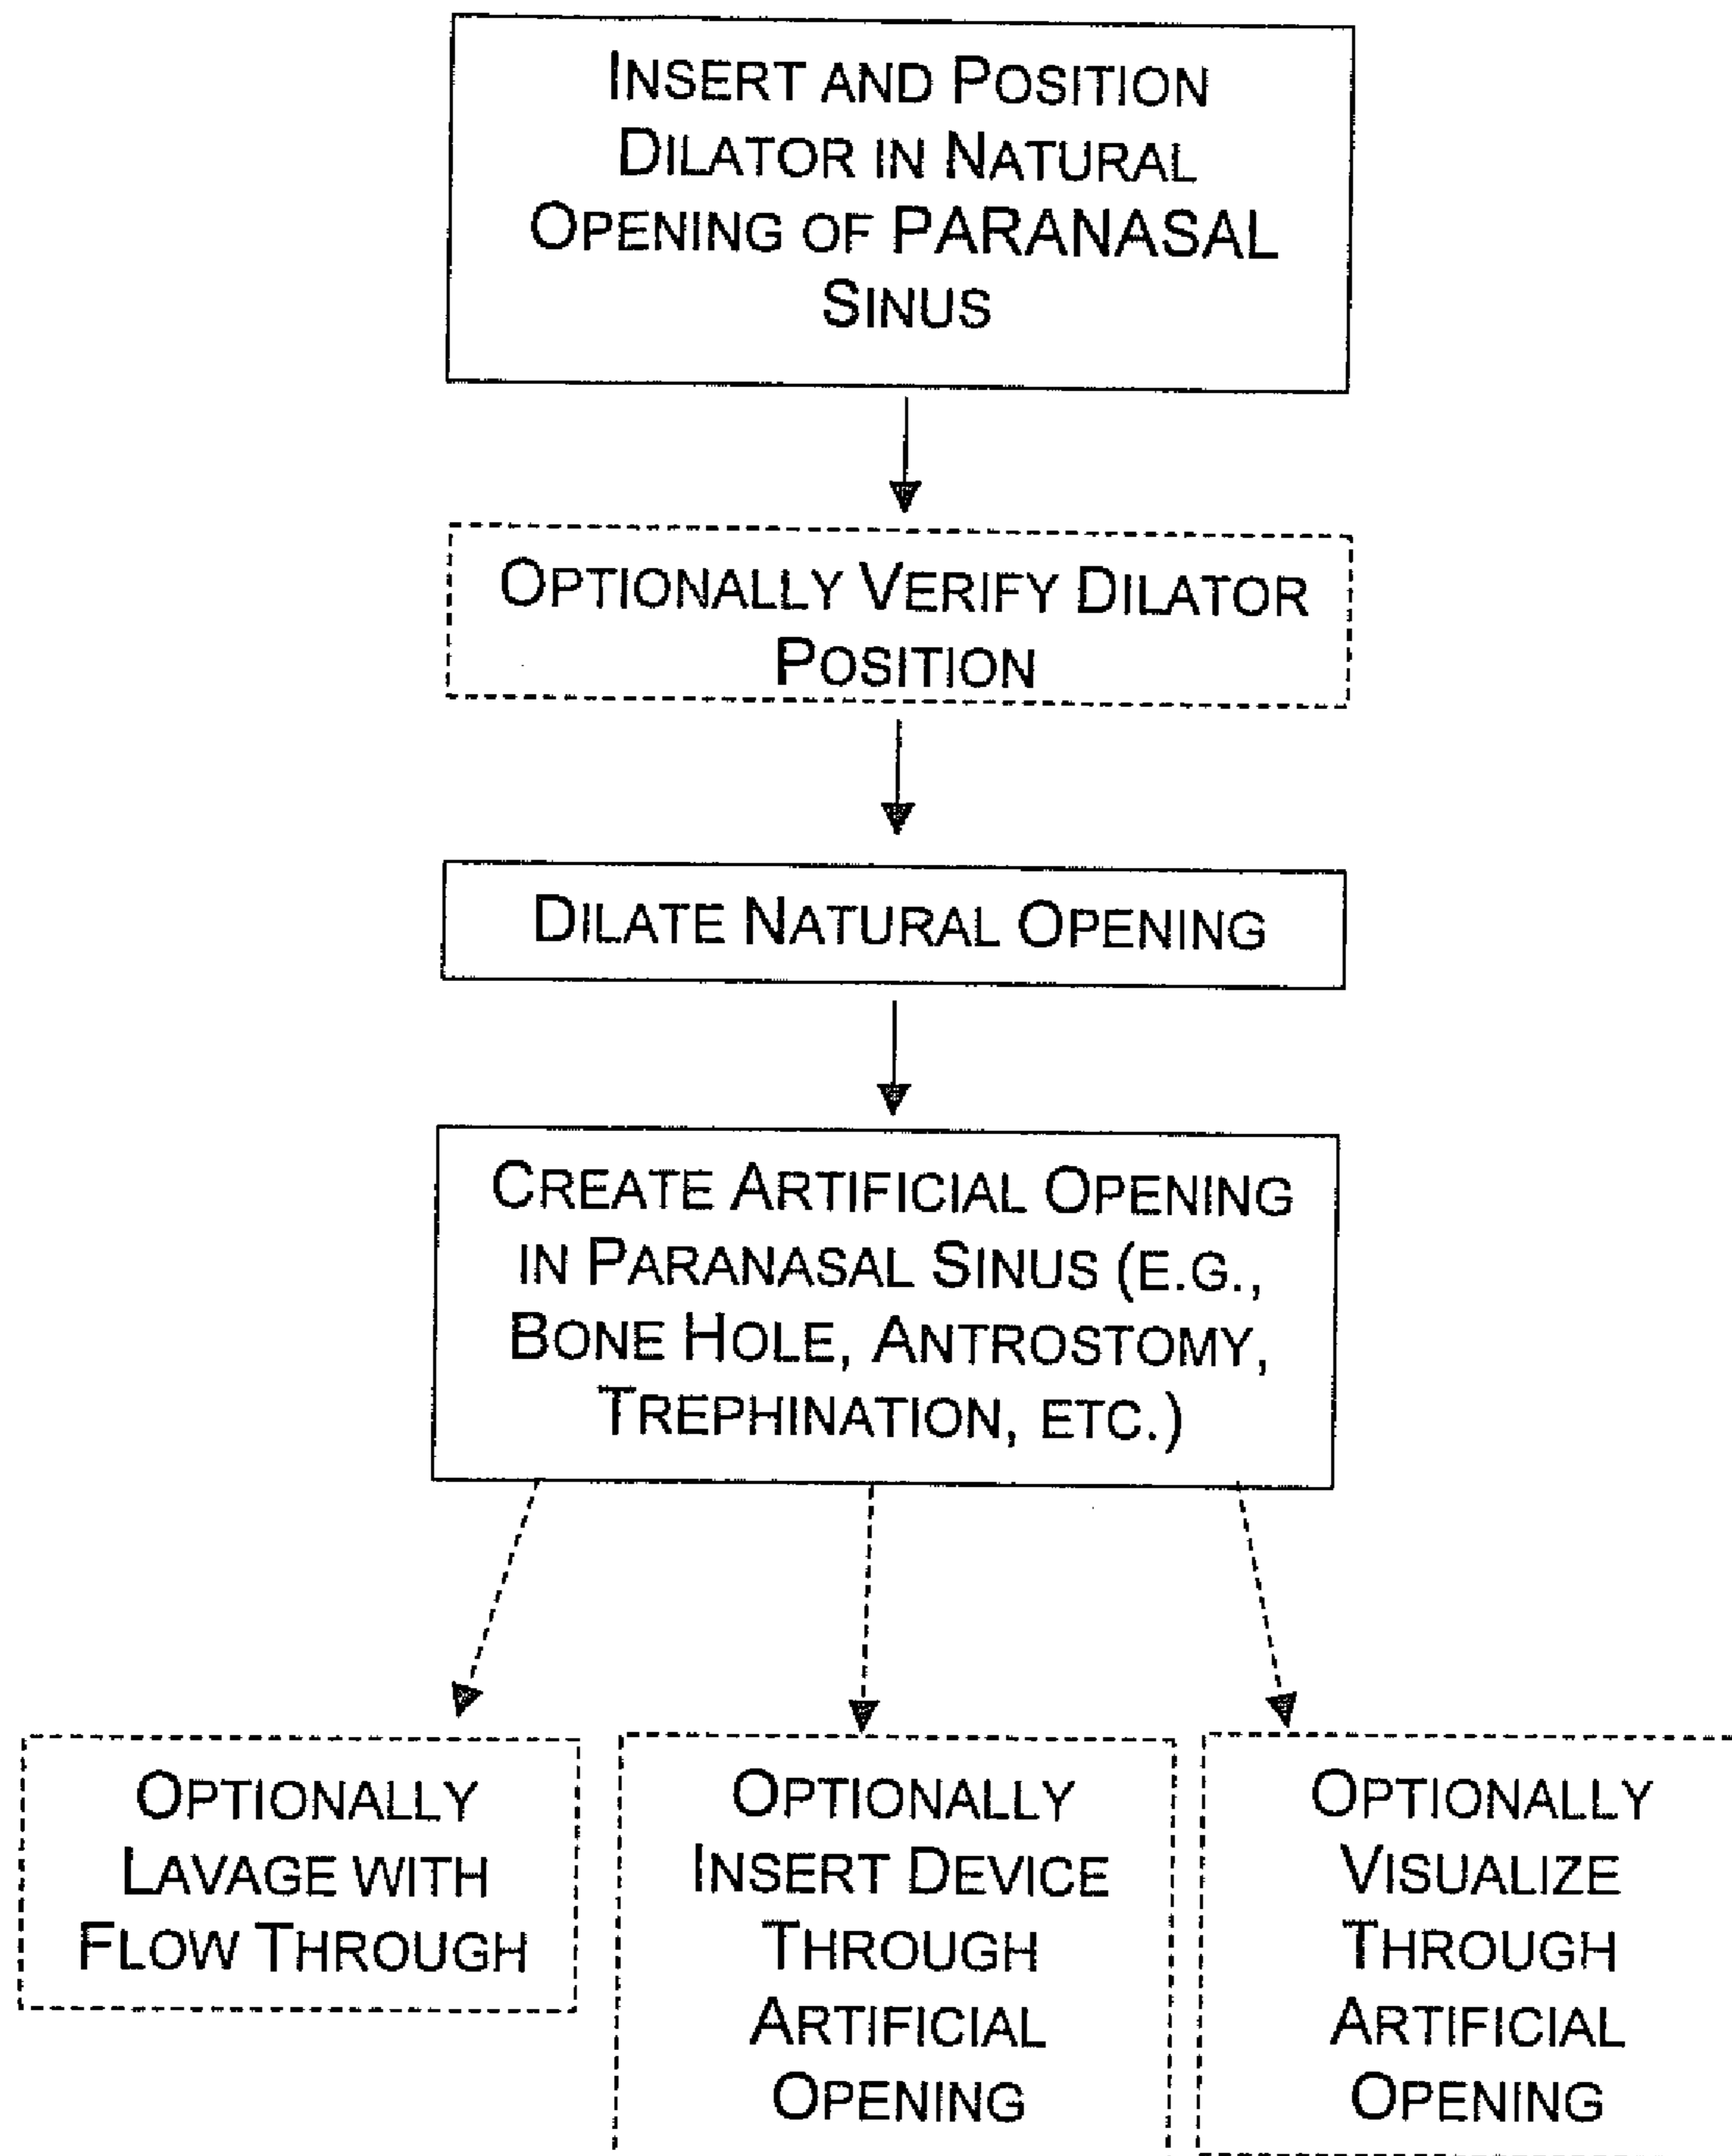 INSERT AND POSITION
DILATOR IN NATURAL
OPENING OF PARANASAL
SINUS
OPTIONALLY VERIFY DILATOR
POSITION
DILATE NATURAL OPENING
CREATE ARTIFICIAL OPENING
IN PARANASAL SINUS (E.G.,
BONE HOLE, ANTROSTOMY,
TREPHINATION, ETC.)
OPTIONALLY
LAVAGE WITH
FLOW THROUGH
OPTIONALLY
INSERT DEVICE
THROUGH
ARTIFICIAL
OPENING
OPTIONALLY
VISUALIZE
THROUGH
ARTIFICIAL
OPENING